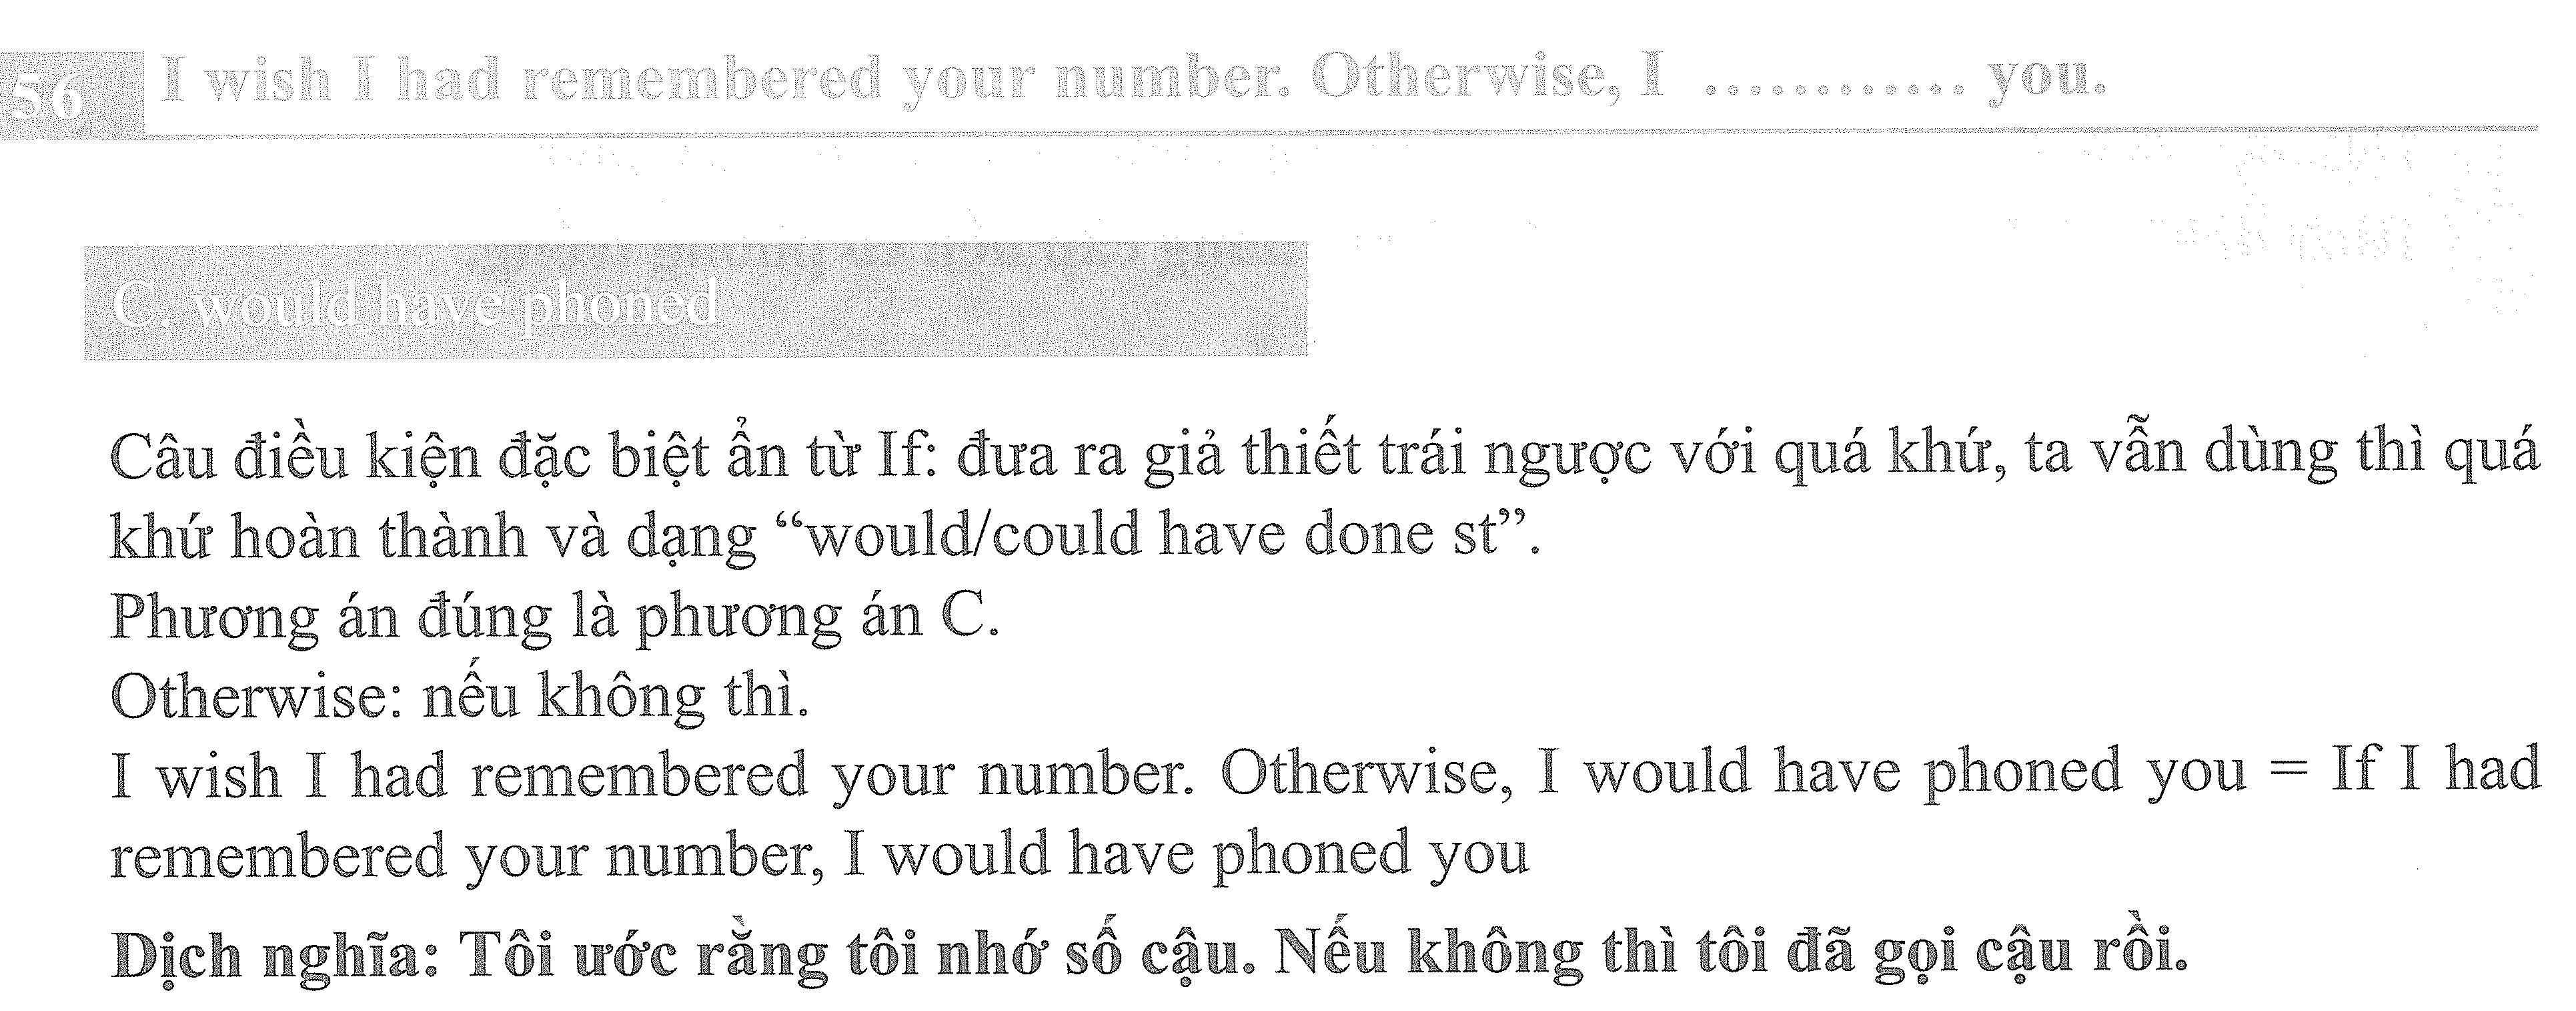 56 I wish I had remembered your number. Otherwise, I ............ you.
C. would have phoned
Câu điều kiện đặc biệt ẩn từ If: đưa ra giả thiết trái ngược với quá khứ, ta vẫn dùng thì quá
khứ hoàn thành và dạng “would/could have done st”.
Phương án đúng là phương án C.
Otherwise: nếu không thì.
I wish I had remembered your number. Otherwise, I would have phoned you = If I had
remembered your number, I would have phoned you
Dịch nghĩa: Tôi ước rằng tôi nhớ số cậu. Nếu không thì tôi đã gọi cậu rồi.